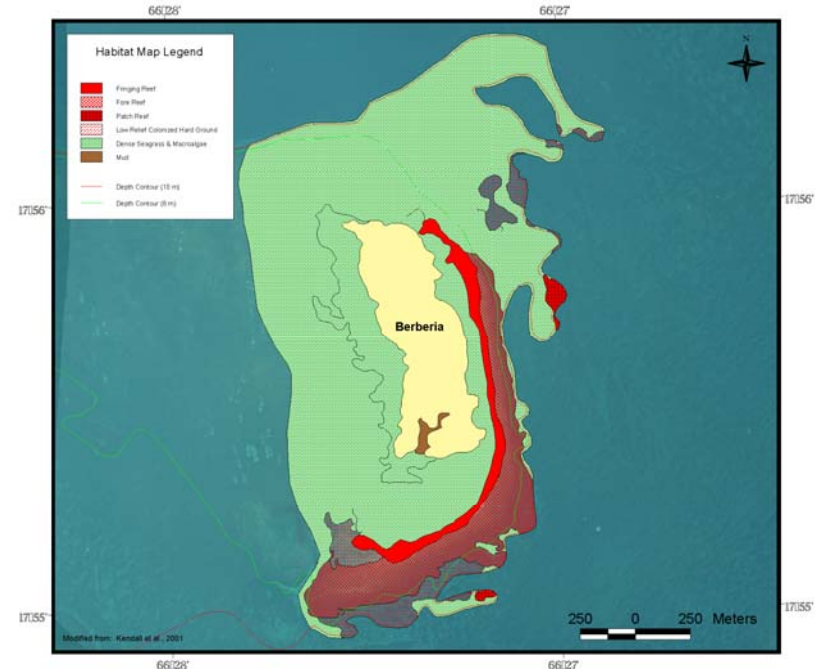 66°28' 66°27'
Habitat Map Legend
N
Fringing Reef
Fore Reef
Patch Reef
Low Relief Colonized Hard Ground
Dense Seagrass & Macroalgae
Mud
Depth Contour (10 m)
Depth Contour (6 m)
17°56' 17°56'
Berberia
17°55' 17°55'
250 0 250 Meters
Modified from: Kendall et al., 2001
66°28' 66°27'